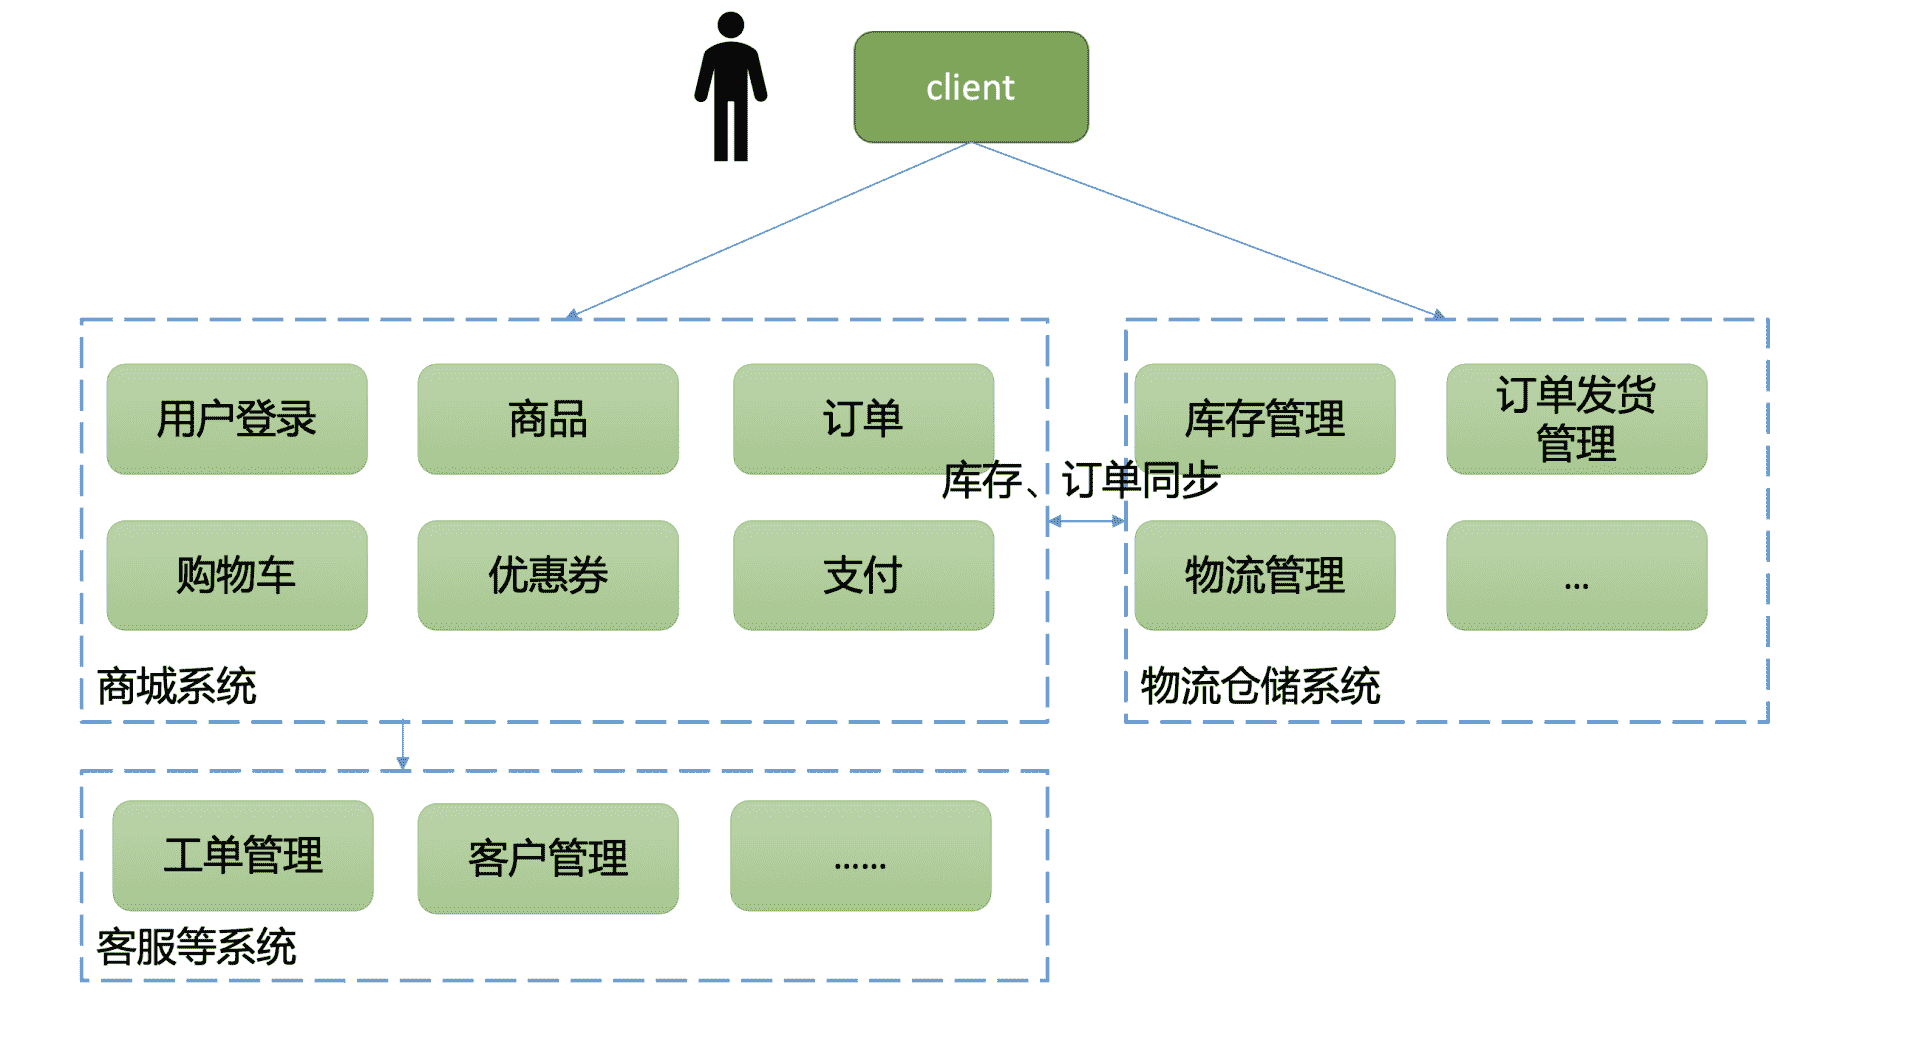 client
用户登录
商品
订单
库存管理
订单发货
管理
库存、订单同步
购物车
优惠券
支付
物流管理
...
商城系统
物流仓储系统
工单管理
客户管理
……
客服等系统